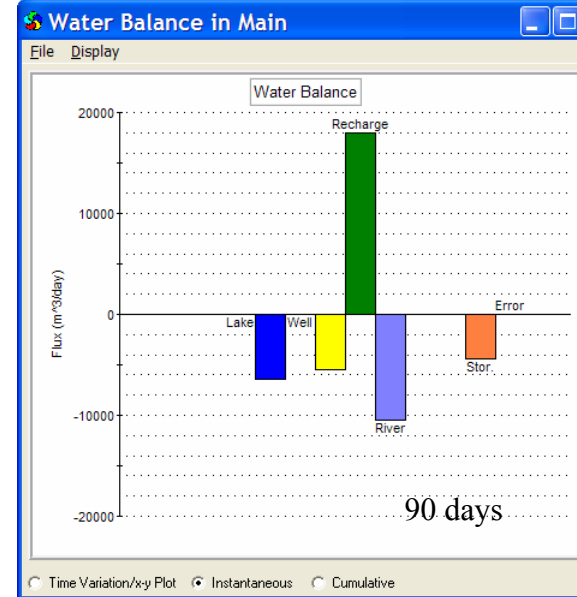 Water Balance in Main
File Display
Water Balance
20000
Recharge
10000
Flux (m^3/day)
0
Error
Lake
Well
Stor.
-10000
River
90 days
-20000
Time Variation/x-y Plot Instantaneous Cumulative